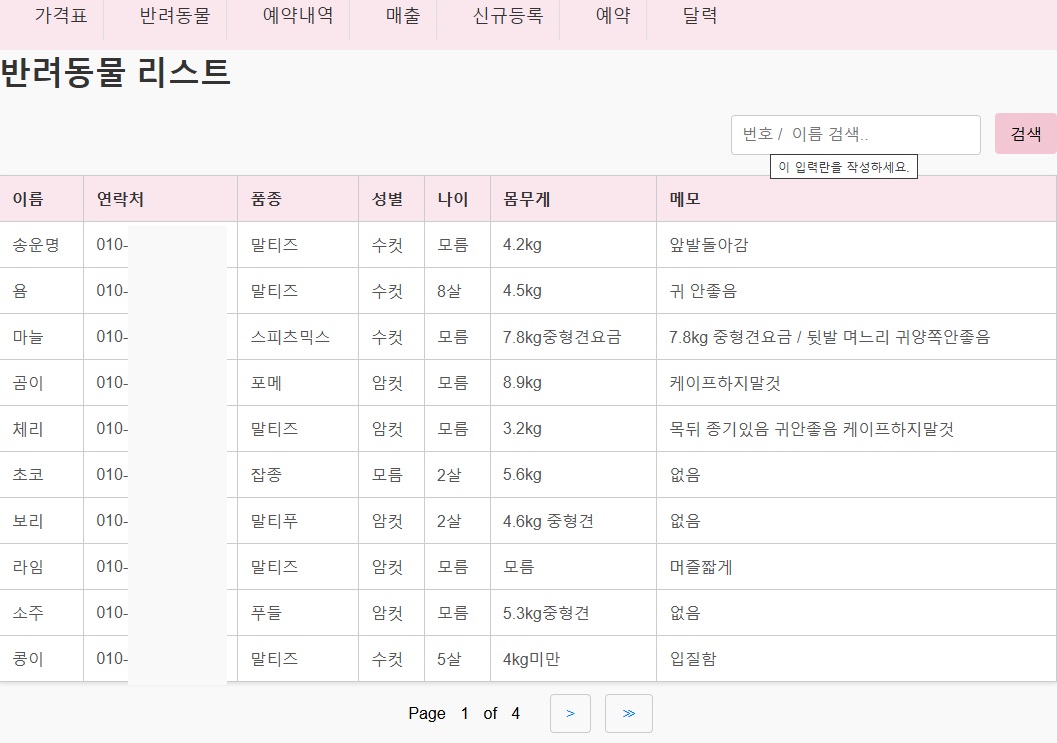 가격표 반려동물 예약내역 매출 신규등록 예약 달력
반려동물 리스트
번호 / 이름 검색.. 검색
이 입력란을 작성하세요.
이름 연락처 품종 성별 나이 몸무게 메모
송운명 010- 말티즈 수컷 모름 4.2kg 앞발돌아감
욤 010- 말티즈 수컷 8살 4.5kg 귀 안좋음
마늘 010- 스피츠믹스 수컷 모름 7.8kg중형견요금 7.8kg 중형견요금 / 뒷발 며느리 귀양쪽안좋음
곰이 010- 포메 암컷 모름 8.9kg 케이프하지말것
체리 010- 말티즈 암컷 모름 3.2kg 목뒤 종기있음 귀안좋음 케이프하지말것
초코 010- 잡종 모름 2살 5.6kg 없음
보리 010- 말티푸 암컷 2살 4.6kg 중형견 없음
라임 010- 말티즈 암컷 모름 모름 머즐짧게
소주 010- 푸들 암컷 모름 5.3kg중형견 없음
콩이 010- 말티즈 수컷 5살 4kg미만 입질함
Page 1 of 4 > ≫